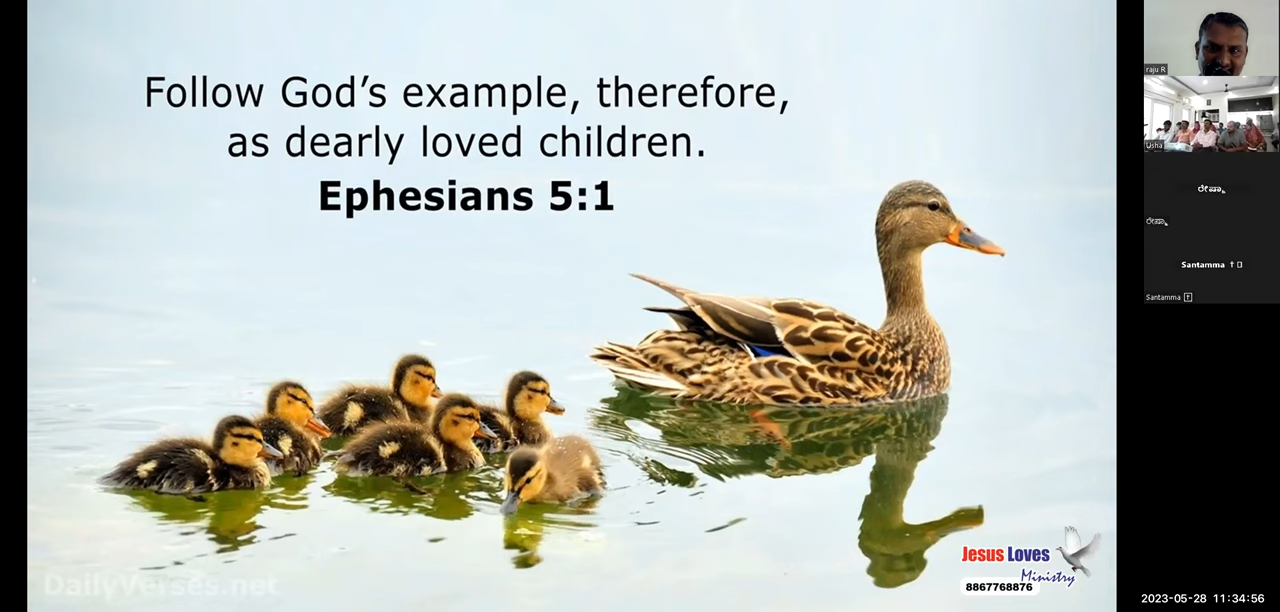 Follow God's example, therefore,
as dearly loved children.
Ephesians 5:1
DailyVerses.net
Jesus Loves
Ministry
8867768876
raju R
Usha
Santamma †
Santamma
2023-05-28 11:34:56